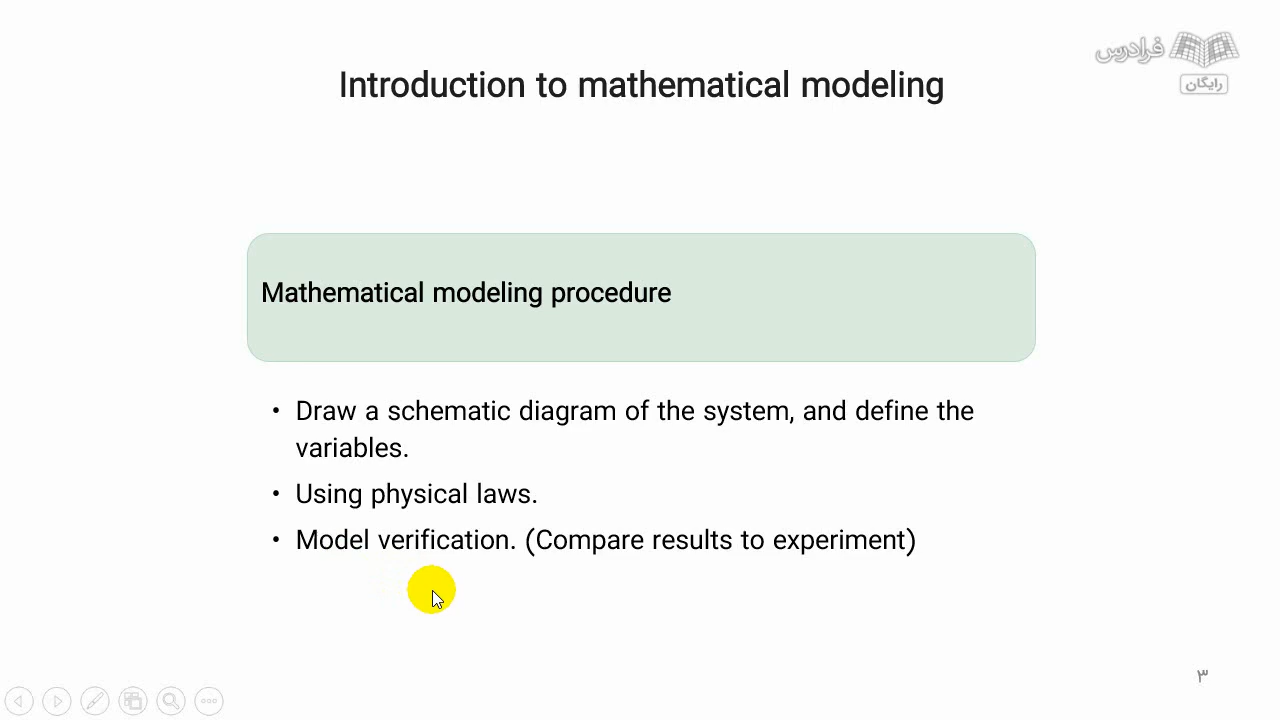 فرادرس
رایگان
Introduction to mathematical modeling
Mathematical modeling procedure
• Draw a schematic diagram of the system, and define the
variables.
• Using physical laws.
• Model verification. (Compare results to experiment)
۳